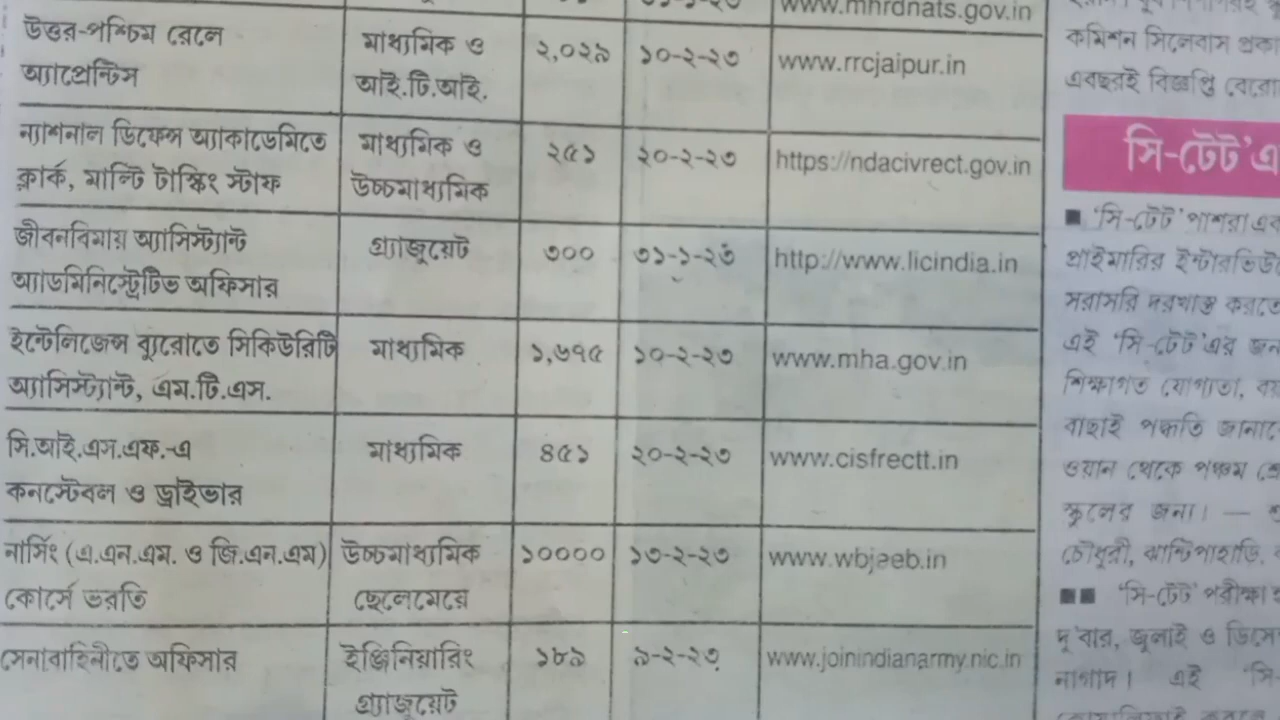 www.mhrdnats.gov.in
উত্তর-পশ্চিম রেলে
অ্যাপ্রেন্টিস
মাধ্যমিক ও
আই.টি.আই.
২,০২৯
১০-২-২৩
www.rrcjaipur.in
ন্যাশনাল ডিফেন্স অ্যাকাডেমিতে
ক্লার্ক, মাল্টি টাস্কিং স্টাফ
মাধ্যমিক ও
উচ্চমাধ্যমিক
২৫১
২০-২-২৩
https://ndacivrect.gov.in
জীবনবিমায় অ্যাসিস্ট্যান্ট
অ্যাডমিনিস্ট্রেটিভ অফিসার
গ্র্যাজুয়েট
৩০০
৩১-১-২৩
http://www.licindia.in
ইন্টেলিজেন্স ব্যুরোতে সিকিউরিটি
অ্যাসিস্ট্যান্ট, এম.টি.এস.
মাধ্যমিক
১,৬৭৫
১০-২-২৩
www.mha.gov.in
সি.আই.এস.এফ.-এ
কনস্টেবল ও ড্রাইভার
মাধ্যমিক
৪৫১
২০-২-২৩
www.cisfrectt.in
নার্সিং (এ.এন.এম. ও জি.এন.এম)
কোর্সে ভরতি
উচ্চমাধ্যমিক
ছেলেমেয়ে
১০০০০
১৩-২-২৩
www.wbjeeb.in
সেনাবাহিনীতে অফিসার
ইঞ্জিনিয়ারিং
গ্র্যাজুয়েট
১৮৯
৯-২-২৩
www.joinindianarmy.nic.in
কমিশন সিলেবাস প্রকা
এবছরই বিজ্ঞপ্তি বেরো
সি-টেট'এ
■ 'সি-টেট' পাশরা এব
প্রাইমারির ইন্টারভিউ
সরাসরি দরখাস্ত করতে
এই 'সি-টেট'এর জন
শিক্ষাগত যোগ্যতা, বয়
বাছাই পদ্ধতি জানাবে
ওয়ান থেকে পঞ্চম শ্রে
স্কুলের জন্য। —
চৌধুরী, ঝান্টিপাহাড়ি,
■■ 'সি-টেট' পরীক্ষা হ
দু'বার, জুলাই ও ডিসে
নাগাদ। এই 'সি-